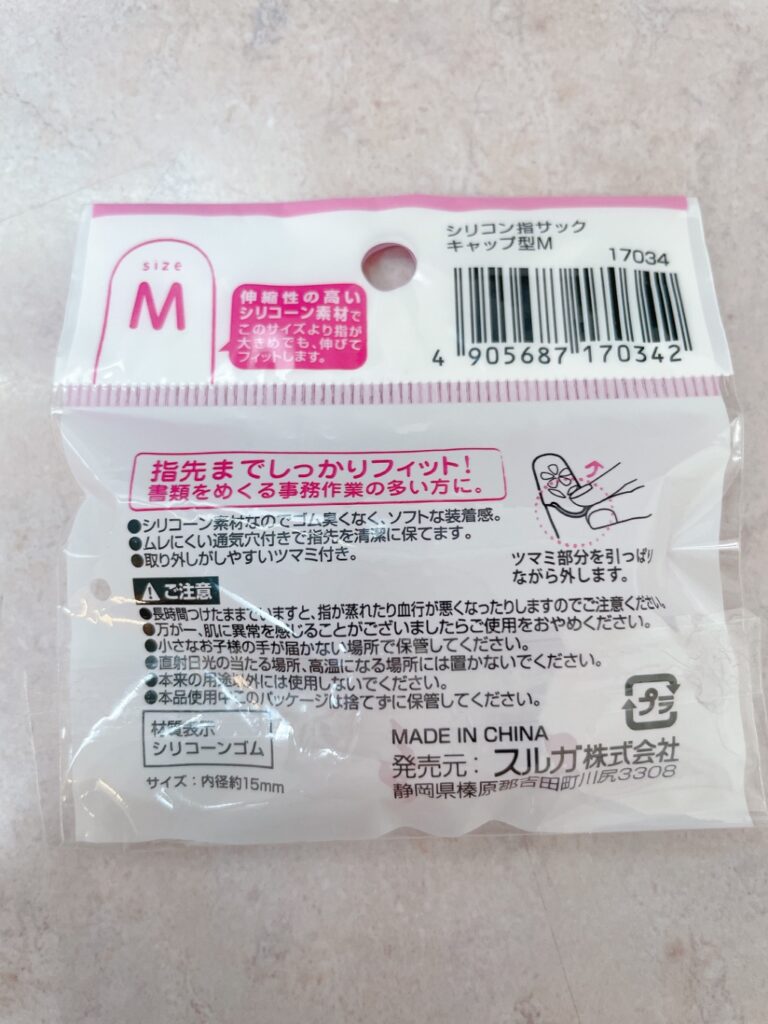 size
M
伸縮性の高い
シリコーン素材で
このサイズより指が
大きめでも、伸びて
フィットします。
シリコン指サック
キャップ型M
17034
4 905687 170342
指先までしっかりフィット!
書類をめくる事務作業の多い方に。
●シリコーン素材なのでゴム臭くなく、ソフトな装着感。
●ムレにくい通気穴付きで指先を清潔に保てます。
●取り外しがしやすいツマミ付き。
ツマミ部分を引っぱり
ながら外します。
ご注意
●長時間つけたままでいますと、指が蒸れたり血行が悪くなったりしますのでご注意ください。
●万が一、肌に異常を感じることがございましたらご使用をおやめください。
●小さなお子様の手が届かない場所で保管してください。
●直射日光の当たる場所、高温になる場所には置かないでください。
●本来の用途以外には使用しないでください。
●本品使用中このパッケージは捨てずに保管してください。
材質表示
シリコーンゴム
サイズ:内径約15mm
プラ
MADE IN CHINA
発売元:スルガ株式会社
静岡県榛原郡吉田町川尻3308